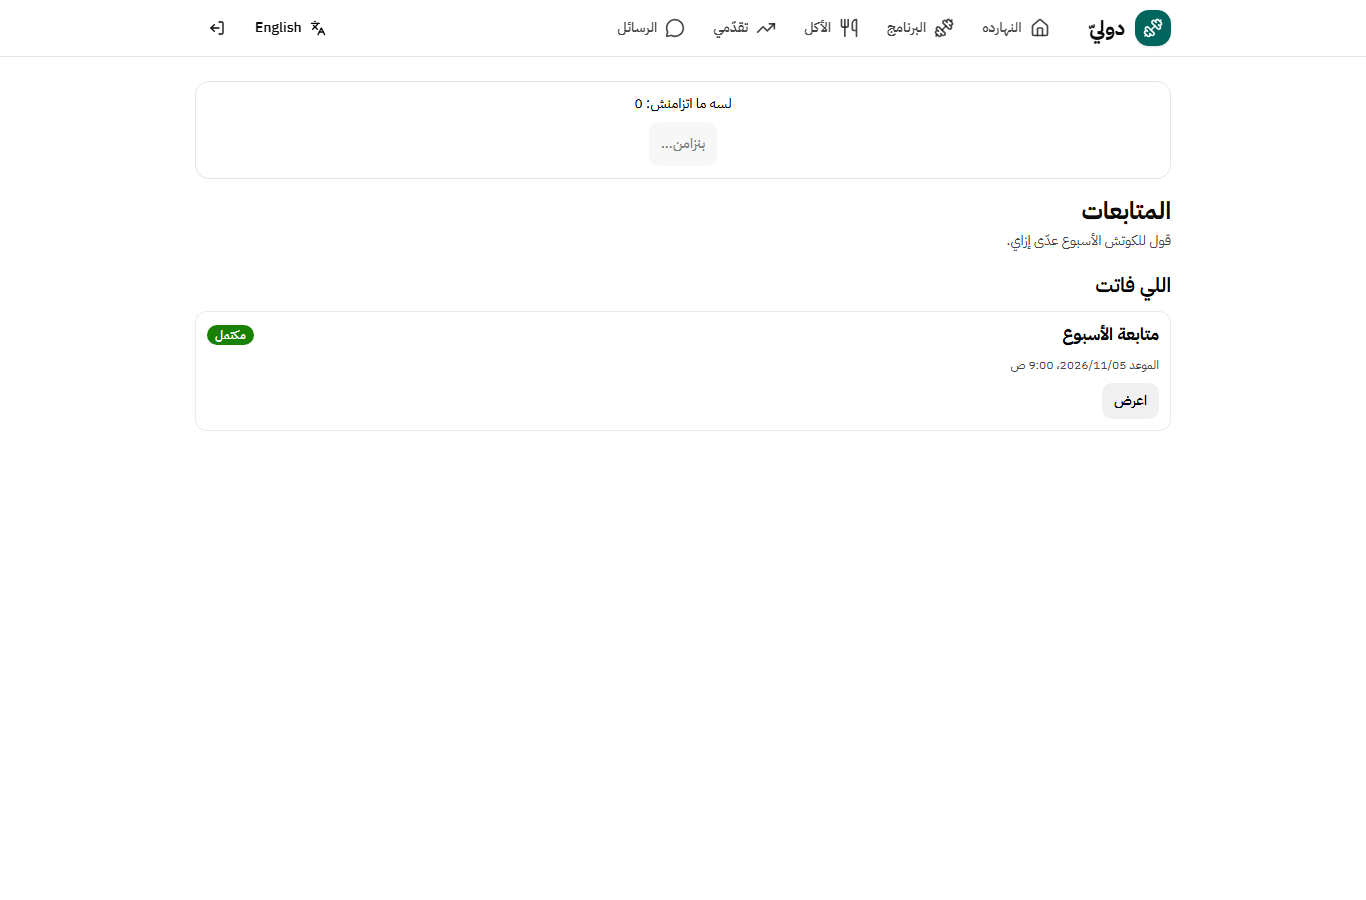 دوليّ
النهارده
البرنامج
الأكل
تقدّمي
الرسائل
English
لسه ما اتزامنش: 0
بنزامن...
المتابعات
قول للكوتش الأسبوع عدّى إزاي.
اللي فاتت
متابعة الأسبوع
مكتمل
الموعد 2026/11/05، 9:00 ص
اعرض